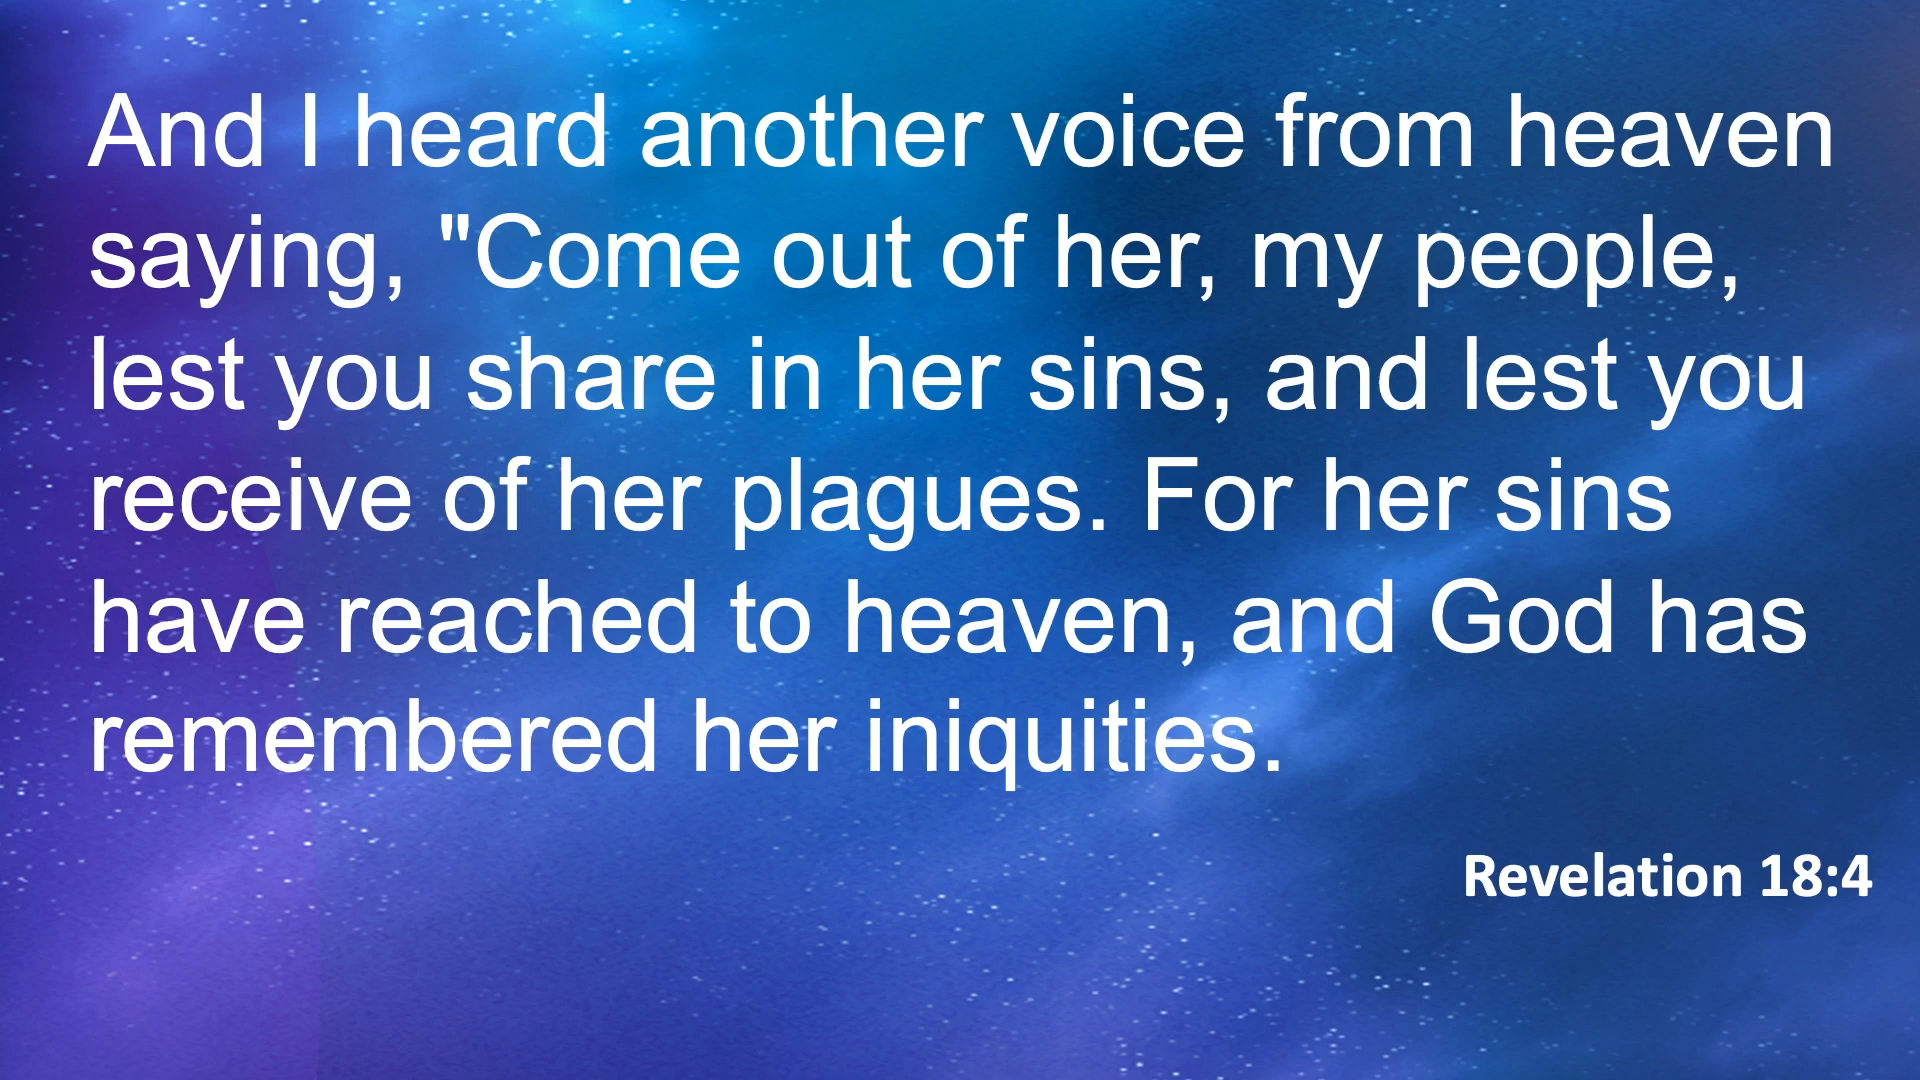 And I heard another voice from heaven
saying, "Come out of her, my people,
lest you share in her sins, and lest you
receive of her plagues. For her sins
have reached to heaven, and God has
remembered her iniquities.
Revelation 18:4